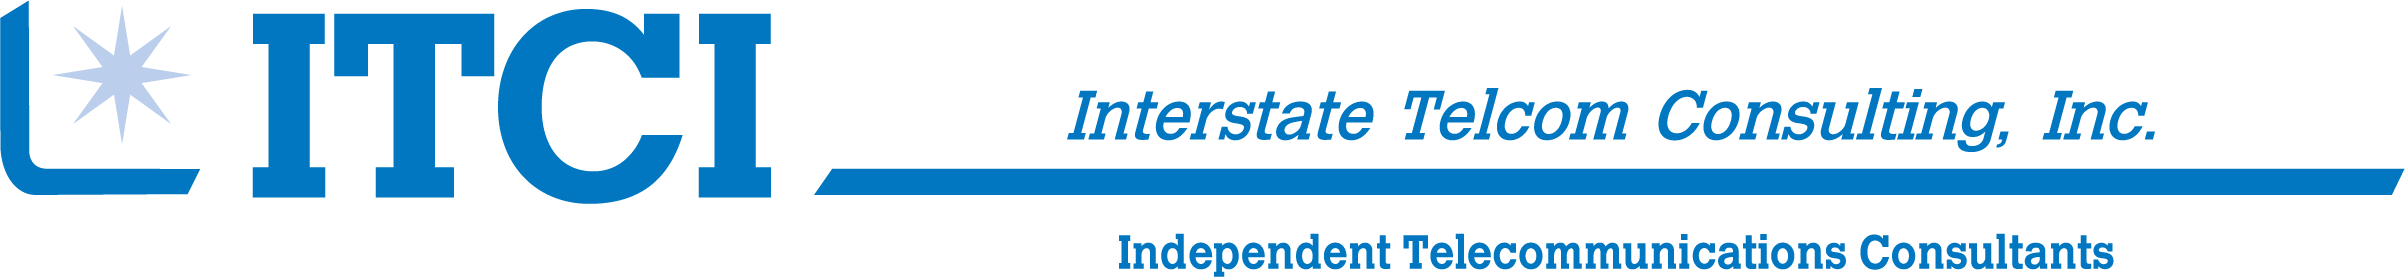 ITCI
Interstate Telcom Consulting, Inc.
Independent Telecommunications Consultants